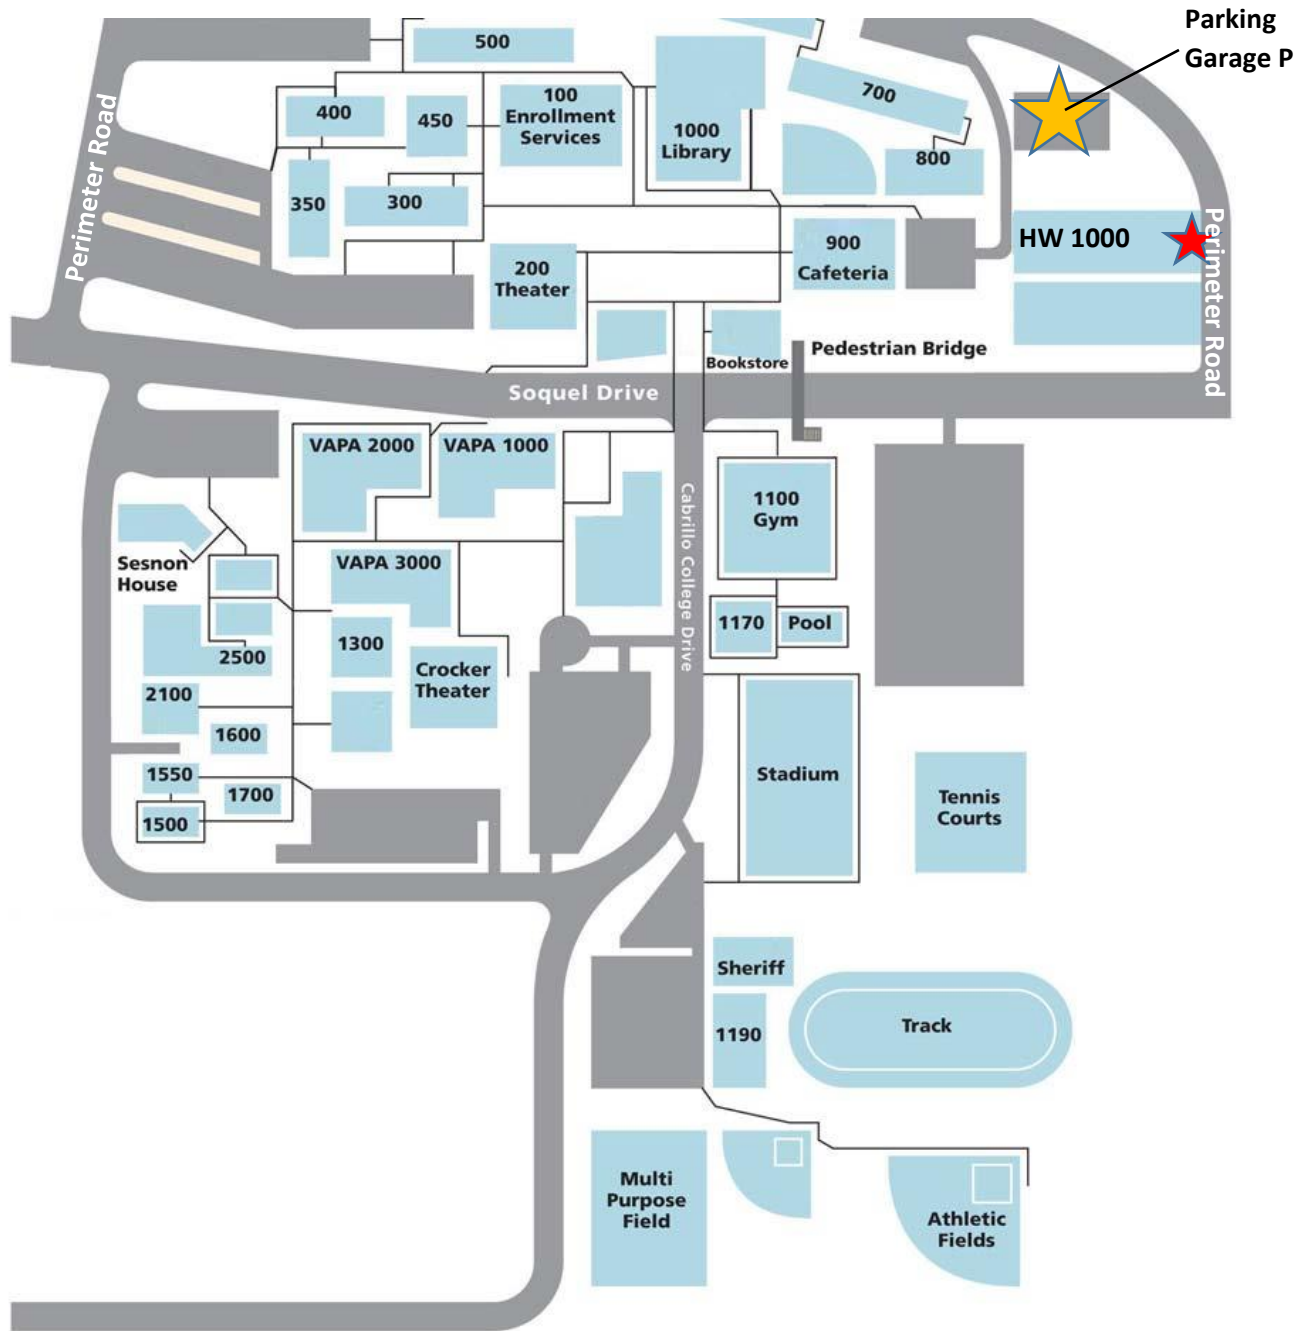 Parking
Garage P
500
100
Enrollment
Services
400
450
700
1000
Library
800
350
300
Perimeter Road
HW 1000
Perimeter Road
900
Cafeteria
200
Theater
Pedestrian Bridge
Bookstore
Soquel Drive
VAPA 2000
VAPA 1000
1100
Gym
Cabrillo College Drive
Sesnon
House
VAPA 3000
1170
Pool
1300
2500
Crocker
Theater
2100
1600
1550
1700
1500
Stadium
Tennis
Courts
Sheriff
1190
Track
Multi
Purpose
Field
Athletic
Fields